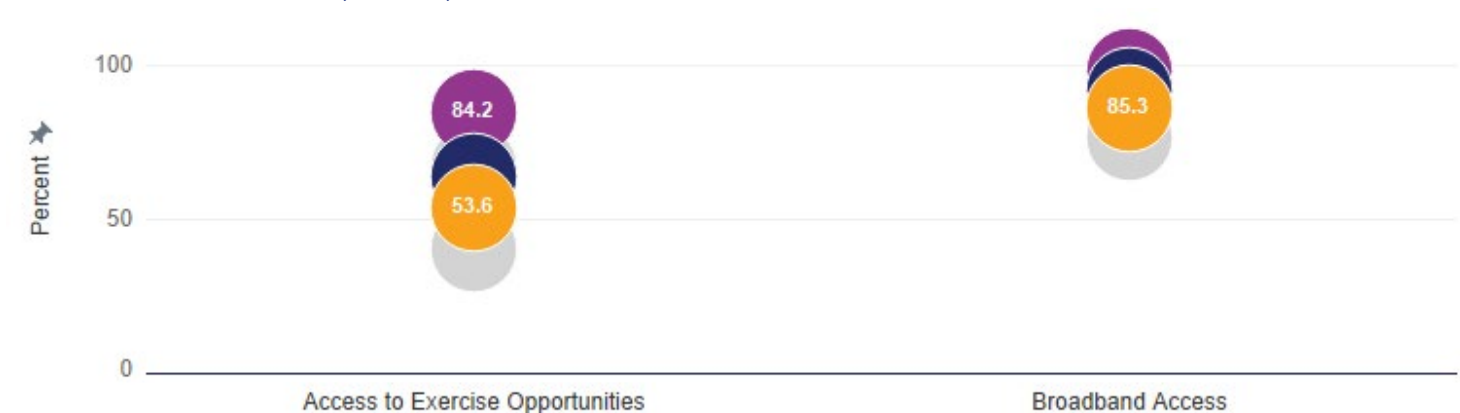 100
84.2
85.3
Percent
53.6
50
0
Access to Exercise Opportunities
Broadband Access